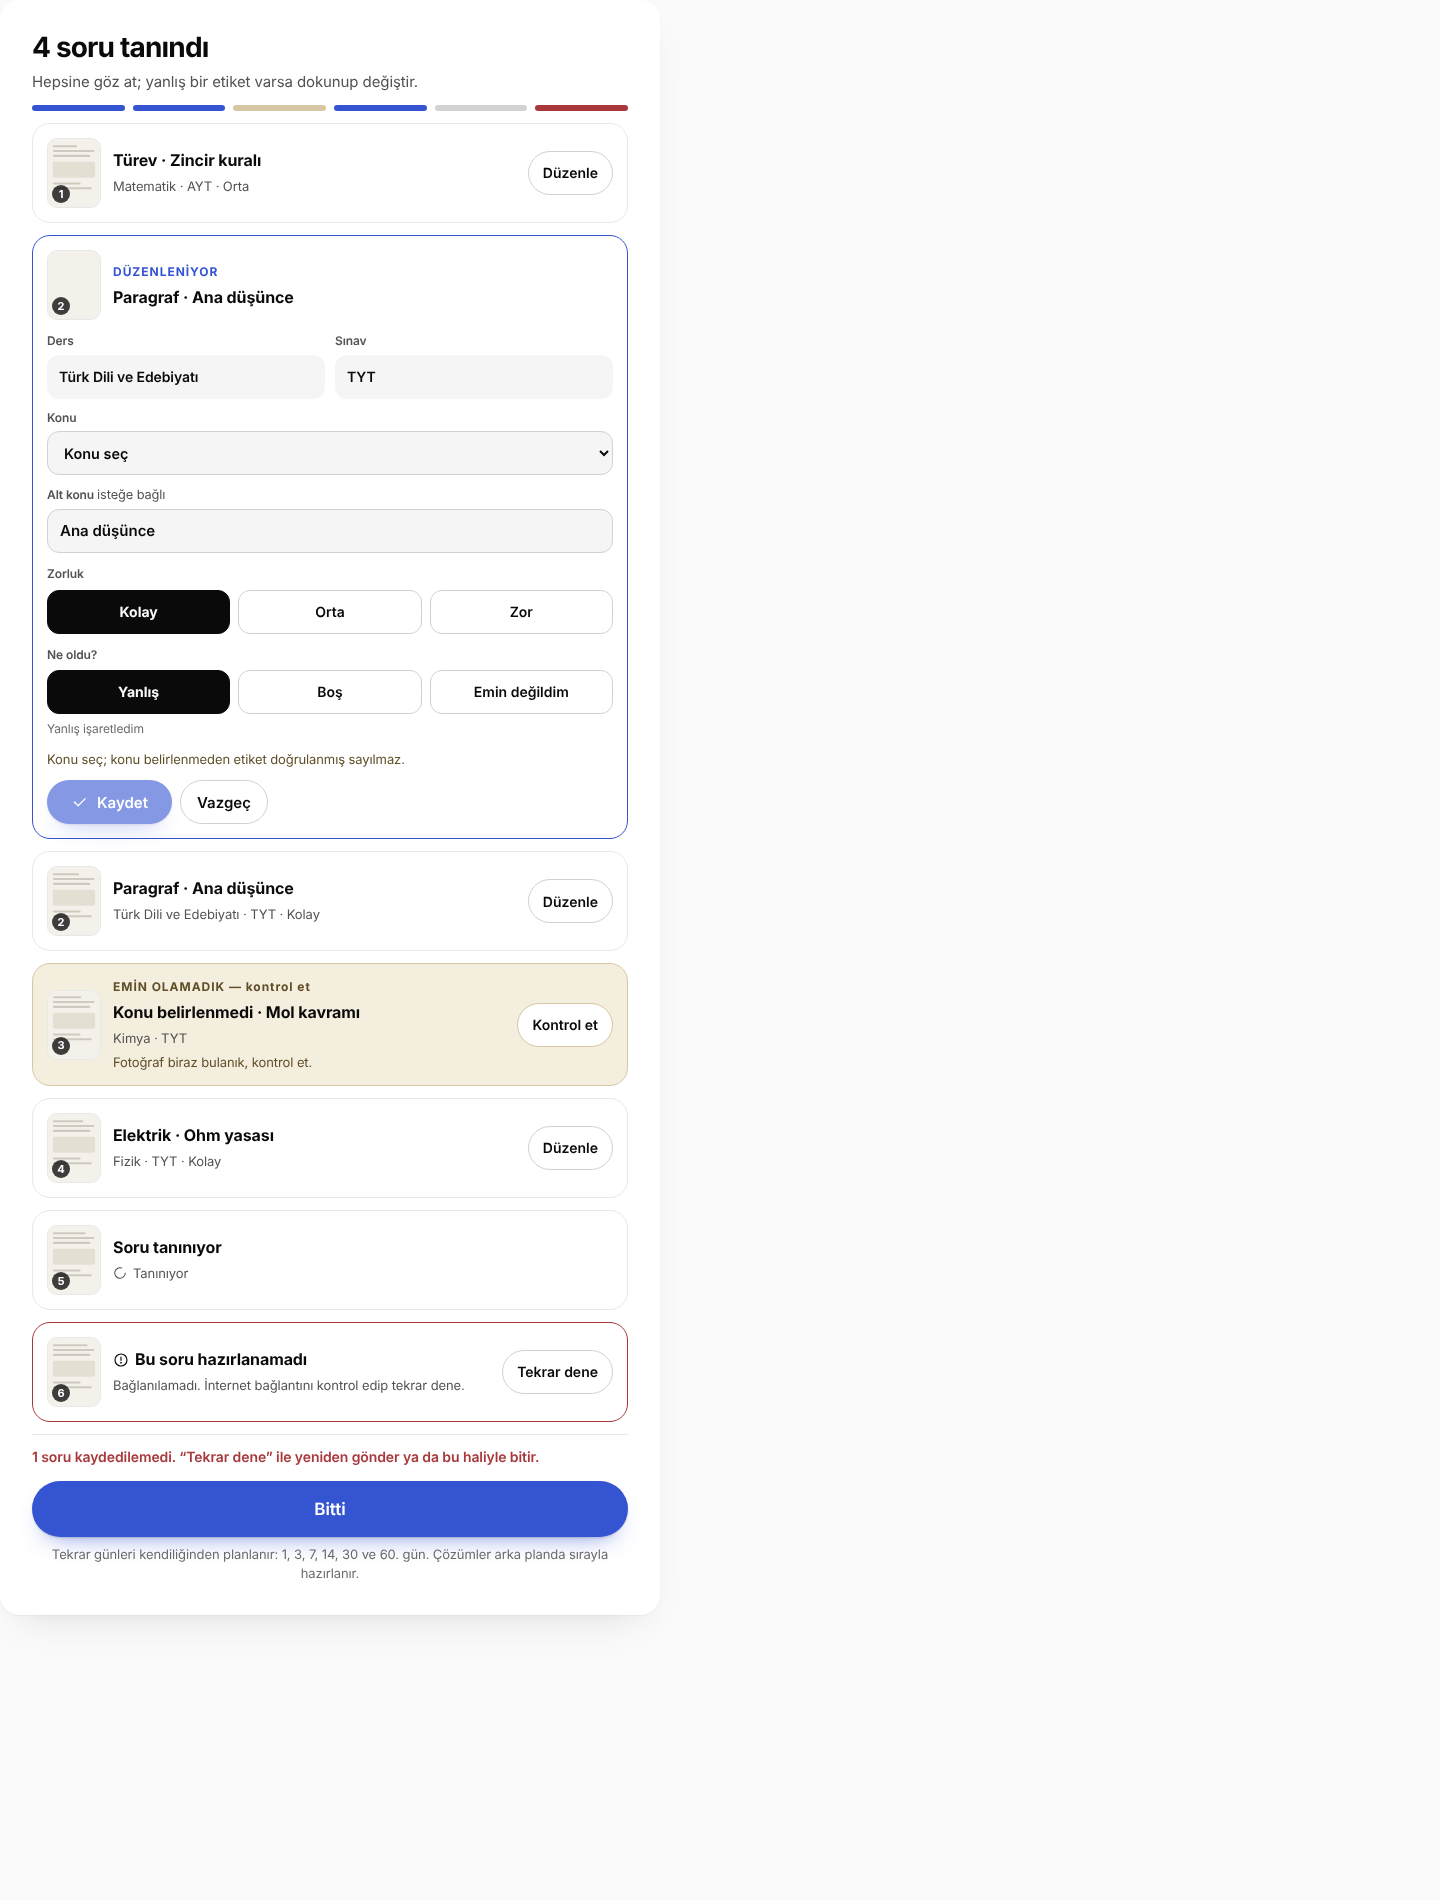 4 soru tanındı
Hepsine göz at; yanlış bir etiket varsa dokunup değiştir.
1
Türev · Zincir kuralı
Matematik · AYT · Orta
Düzenle
2
DÜZENLENİYOR
Paragraf · Ana düşünce
Ders
Sınav
Türk Dili ve Edebiyatı
TYT
Konu
Konu seç
Alt konu isteğe bağlı
Ana düşünce
Zorluk
Kolay
Orta
Zor
Ne oldu?
Yanlış
Boş
Emin değildim
Yanlış işaretledim
Konu seç; konu belirlenmeden etiket doğrulanmış sayılmaz.
Kaydet
Vazgeç
2
Paragraf · Ana düşünce
Türk Dili ve Edebiyatı · TYT · Kolay
Düzenle
3
EMİN OLAMADIK — kontrol et
Konu belirlenmedi · Mol kavramı
Kimya · TYT
Fotoğraf biraz bulanık, kontrol et.
Kontrol et
4
Elektrik · Ohm yasası
Fizik · TYT · Kolay
Düzenle
5
Soru tanınıyor
Tanınıyor
6
Bu soru hazırlanamadı
Bağlanılamadı. İnternet bağlantını kontrol edip tekrar dene.
Tekrar dene
1 soru kaydedilemedi. “Tekrar dene” ile yeniden gönder ya da bu haliyle bitir.
Bitti
Tekrar günleri kendiliğinden planlanır: 1, 3, 7, 14, 30 ve 60. gün. Çözümler arka planda sırayla
hazırlanır.